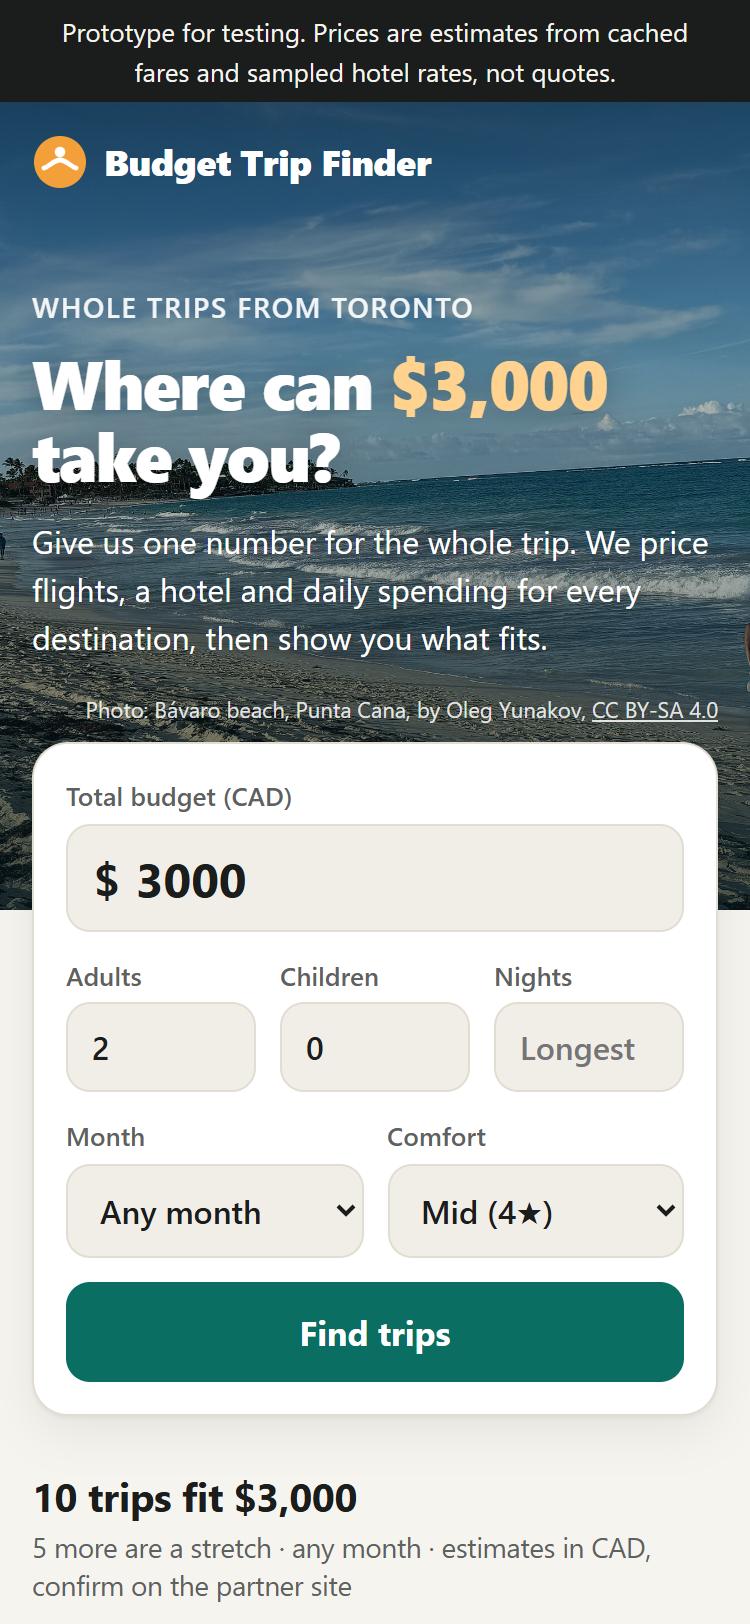 Prototype for testing. Prices are estimates from cached
fares and sampled hotel rates, not quotes.
Budget Trip Finder
WHOLE TRIPS FROM TORONTO
Where can $3,000
take you?
Give us one number for the whole trip. We price
flights, a hotel and daily spending for every
destination, then show you what fits.
Photo: Bávaro beach, Punta Cana, by Oleg Yunakov, CC BY-SA 4.0
Total budget (CAD)
$ 3000
Adults Children Nights
2 0 Longest
Month Comfort
Any month Mid (4★)
Find trips
10 trips fit $3,000
5 more are a stretch · any month · estimates in CAD,
confirm on the partner site